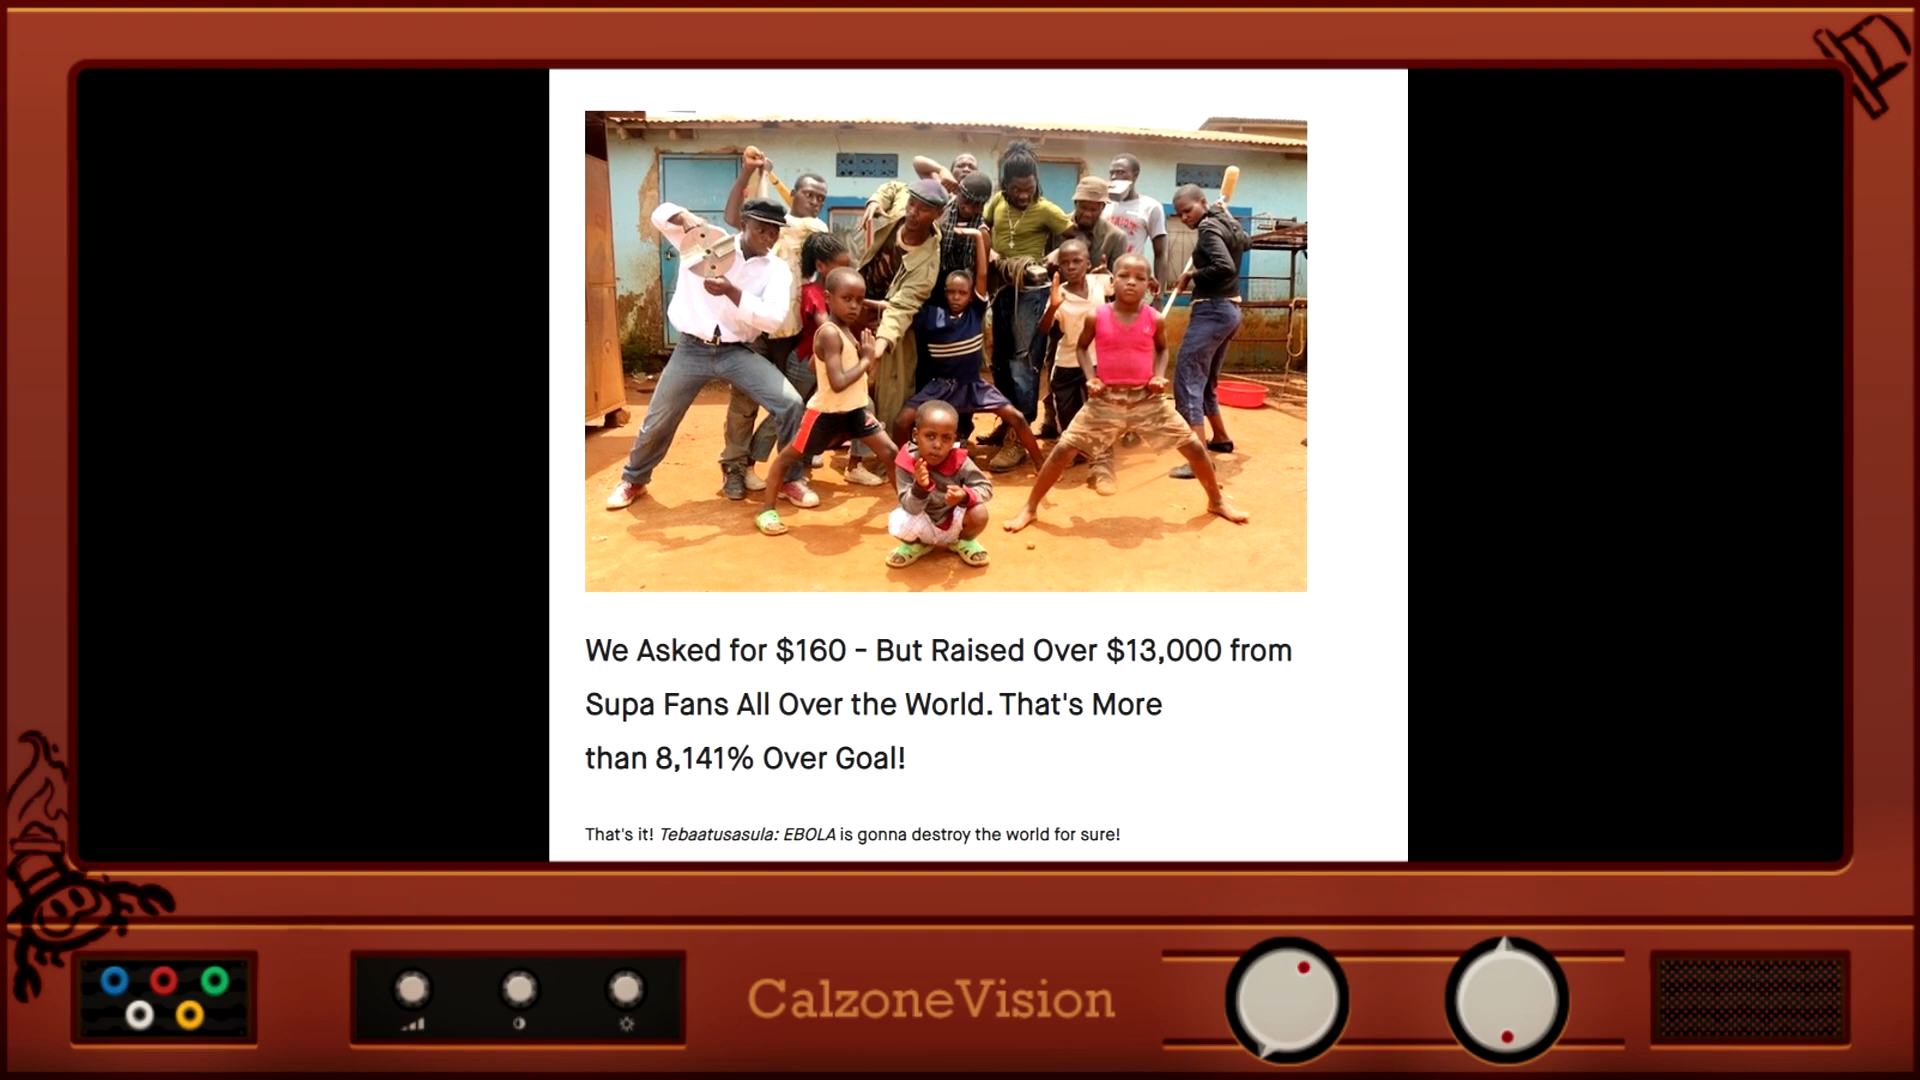 We Asked for $160 - But Raised Over $13,000 from
Supa Fans All Over the World. That's More
than 8,141% Over Goal!
That's it! Tebaatusasula: EBOLA is gonna destroy the world for sure!
CalzoneVision